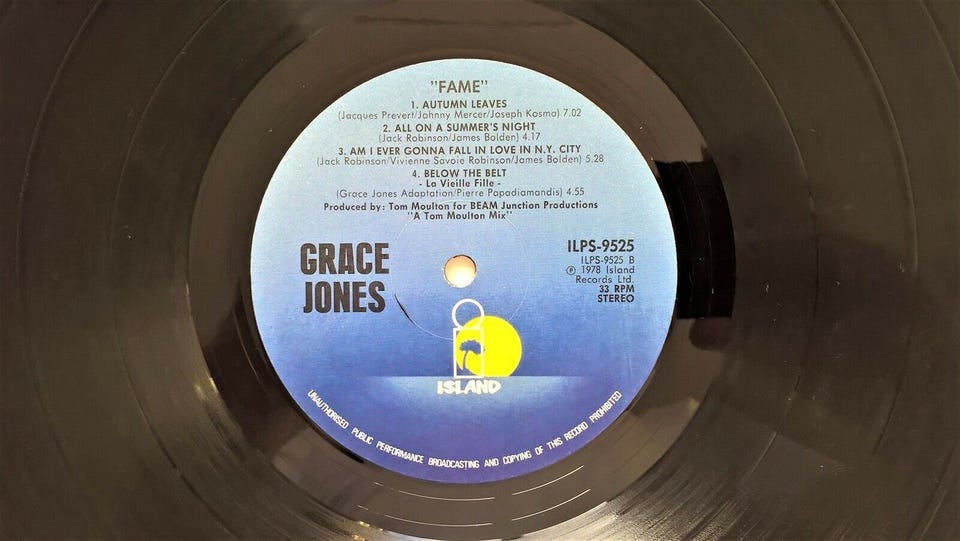 "FAME"
1. AUTUMN LEAVES
(Jacques Prevert/Johnny Mercer/Joseph Kosma) 7.02
2. ALL ON A SUMMER'S NIGHT
(Jack Robinson/James Bolden) 4.17
3. AM I EVER GONNA FALL IN LOVE IN N.Y. CITY
(Jack Robinson/Vivienne Savoie Robinson/James Bolden) 5.28
4. BELOW THE BELT
- La Vieille Fille -
(Grace Jones Adaptation/Pierre Papadiamandis) 4.55
Produced by: Tom Moulton for BEAM Junction Productions
"A Tom Moulton Mix"
GRACE
JONES
ILPS-9525
ILPS-9525 B
℗ 1978 Island
Records Ltd.
33 RPM
STEREO
ISLAND
UNAUTHORISED PUBLIC PERFORMANCE BROADCASTING AND COPYING OF THIS RECORD PROHIBITED